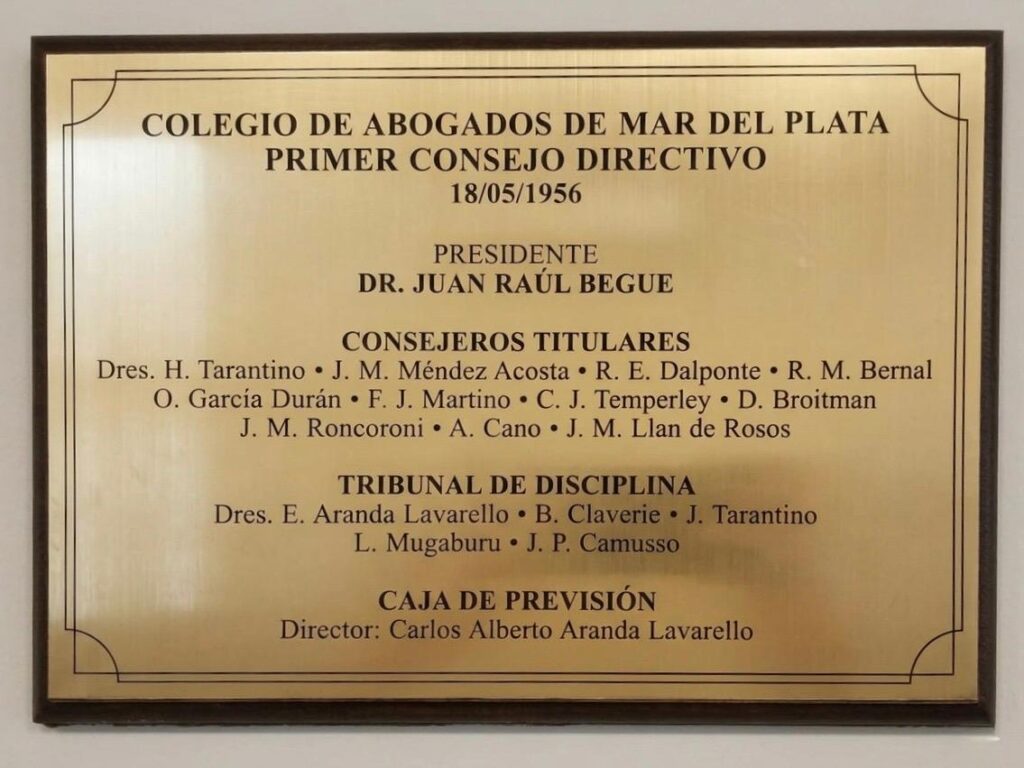 COLEGIO DE ABOGADOS DE MAR DEL PLATA
PRIMER CONSEJO DIRECTIVO
18/05/1956
PRESIDENTE
DR. JUAN RAÚL BEGUE
CONSEJEROS TITULARES
Dres. H. Tarantino • J. M. Méndez Acosta • R. E. Dalponte • R. M. Bernal
O. García Durán • F. J. Martino • C. J. Temperley • D. Broitman
J. M. Roncoroni • A. Cano • J. M. Llan de Rosos
TRIBUNAL DE DISCIPLINA
Dres. E. Aranda Lavarello • B. Claverie • J. Tarantino
L. Mugaburu • J. P. Camusso
CAJA DE PREVISIÓN
Director: Carlos Alberto Aranda Lavarello